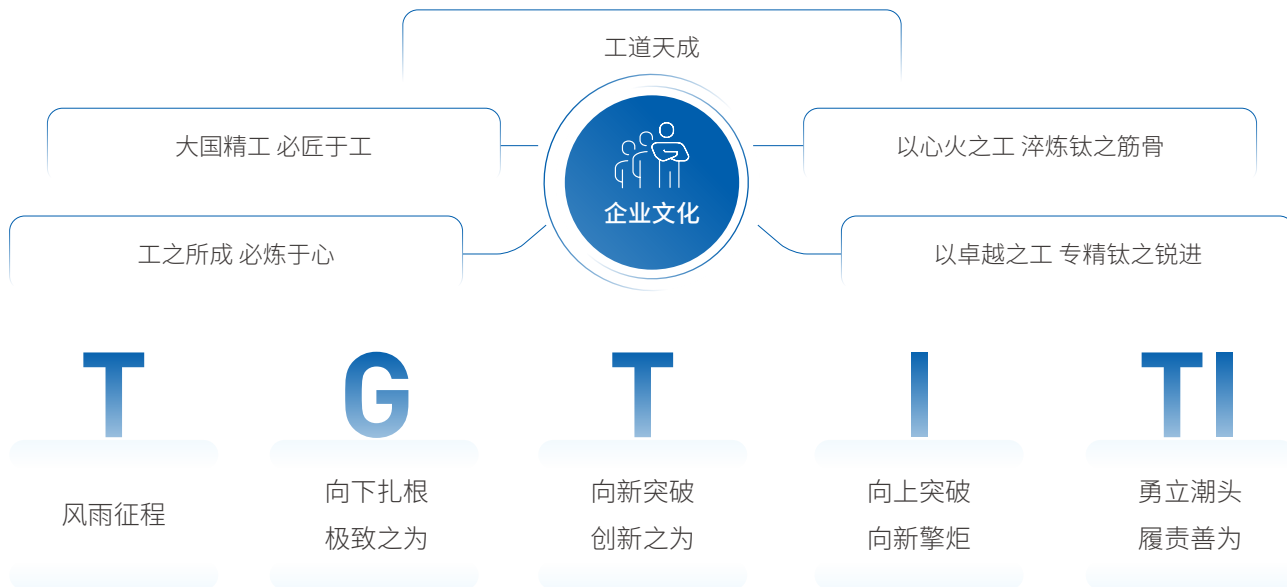 工道天成
大国精工 必匠于工
以心火之工 淬炼钛之筋骨
企业文化
工之所成 必炼于心
以卓越之工 专精钛之锐进
T
G
T
I
TI
风雨征程
向下扎根
极致之为
向新突破
创新之为
向上突破
向新擎炬
勇立潮头
履责善为